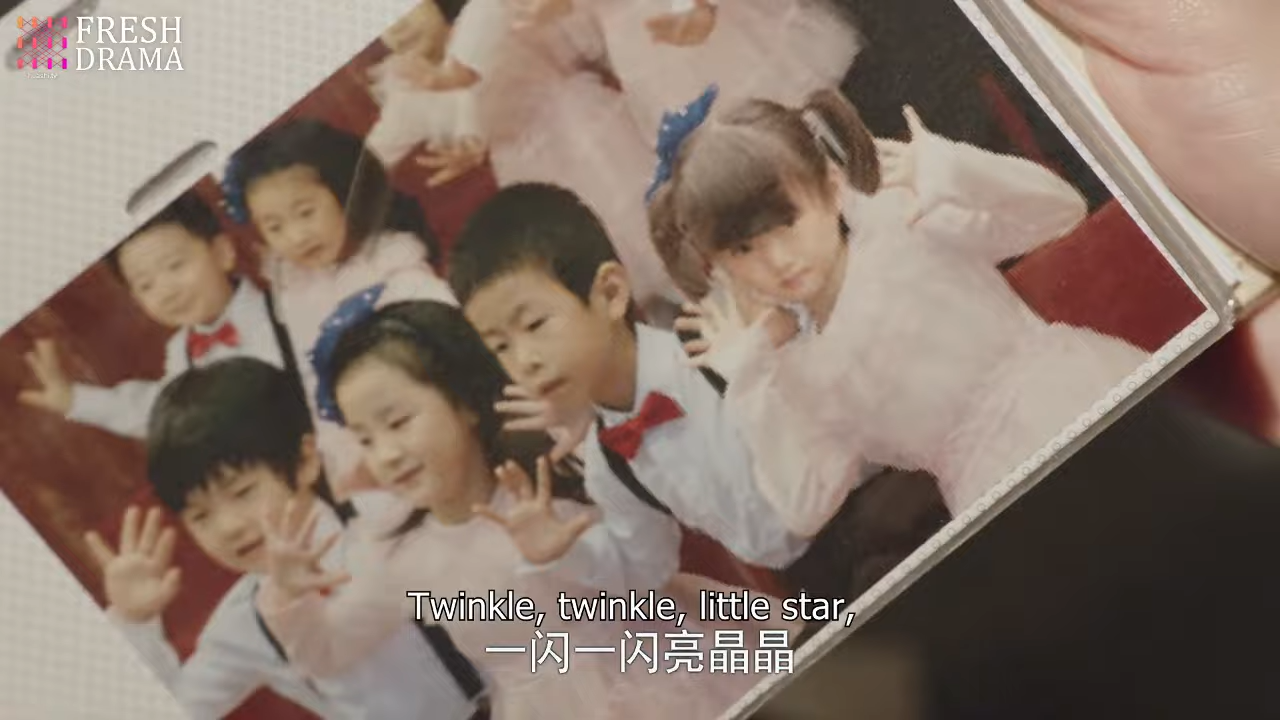 FRESH
DRAMA
Twinkle, twinkle, little star,
一闪一闪亮晶晶